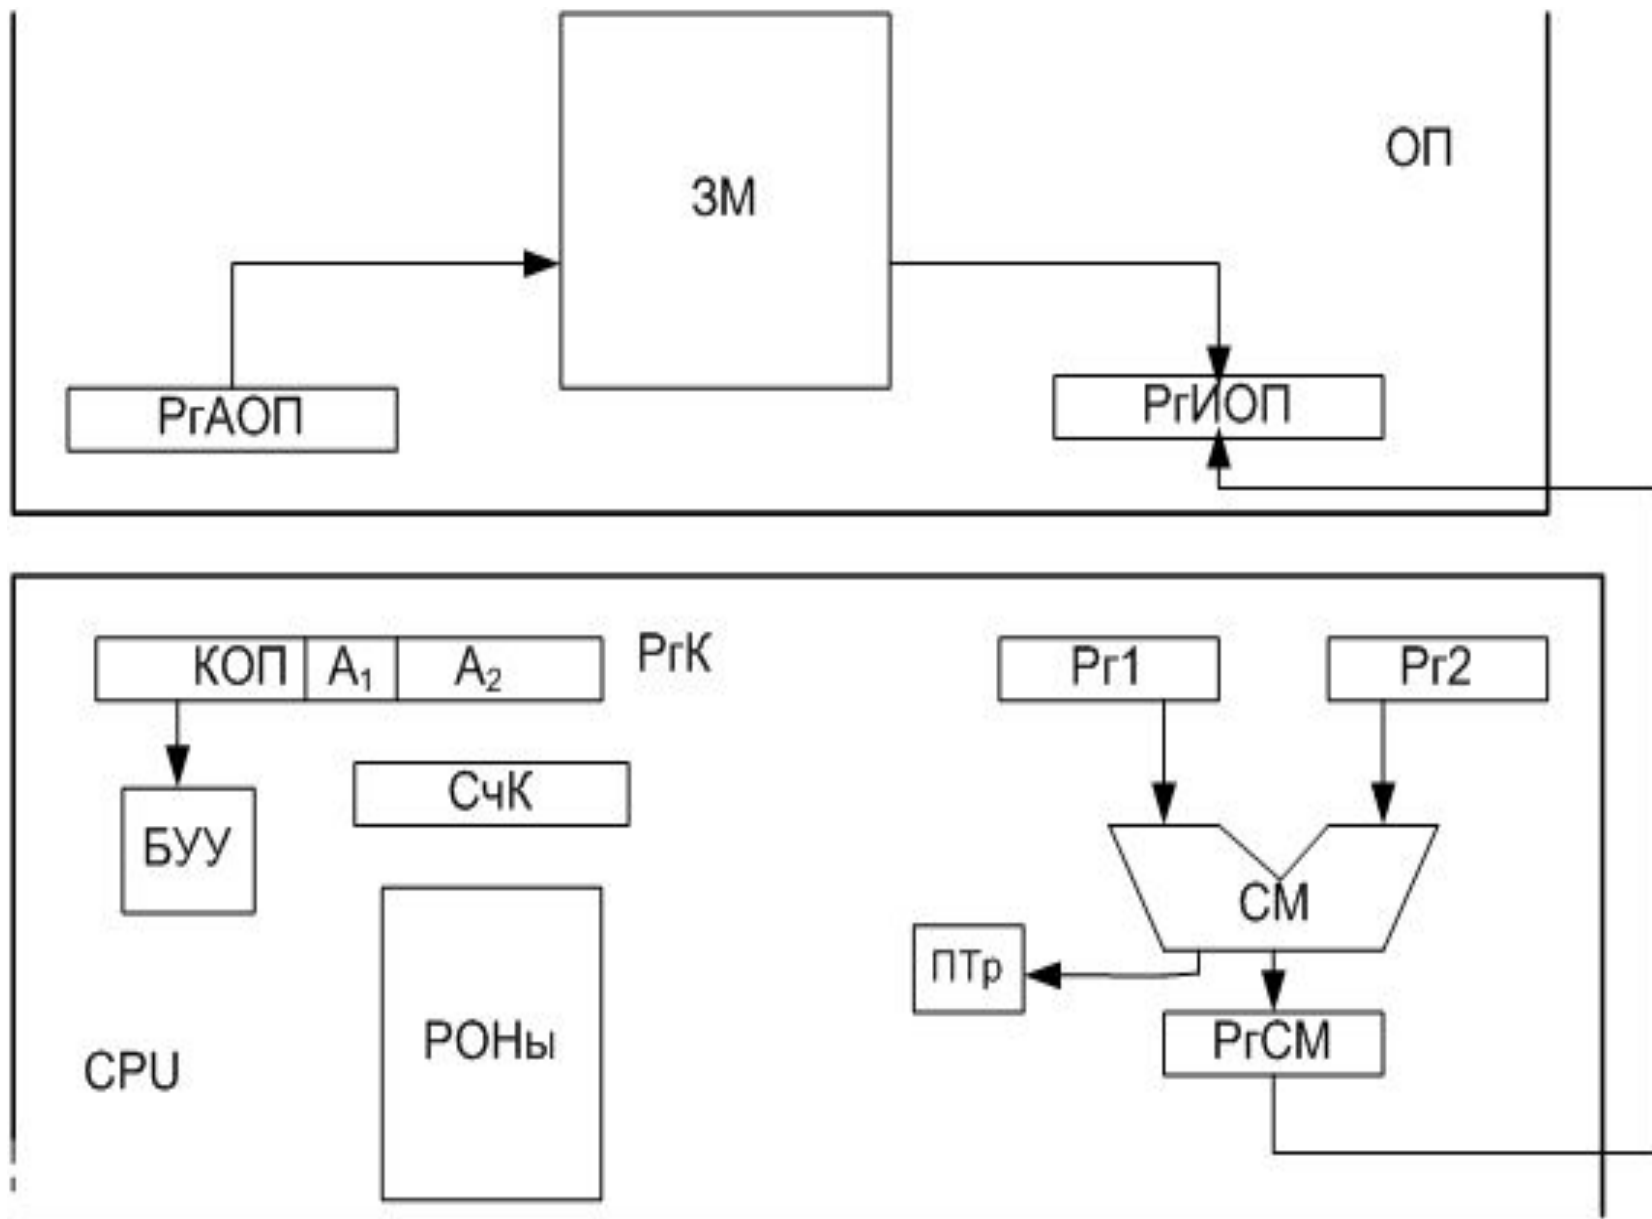 ОП
ЗМ
РгАОП
РгИОП
КОП A₁ A₂ РгК
Рг1 Рг2
СчК
БУУ
СМ
ПТр
РОНы
РгСМ
CPU